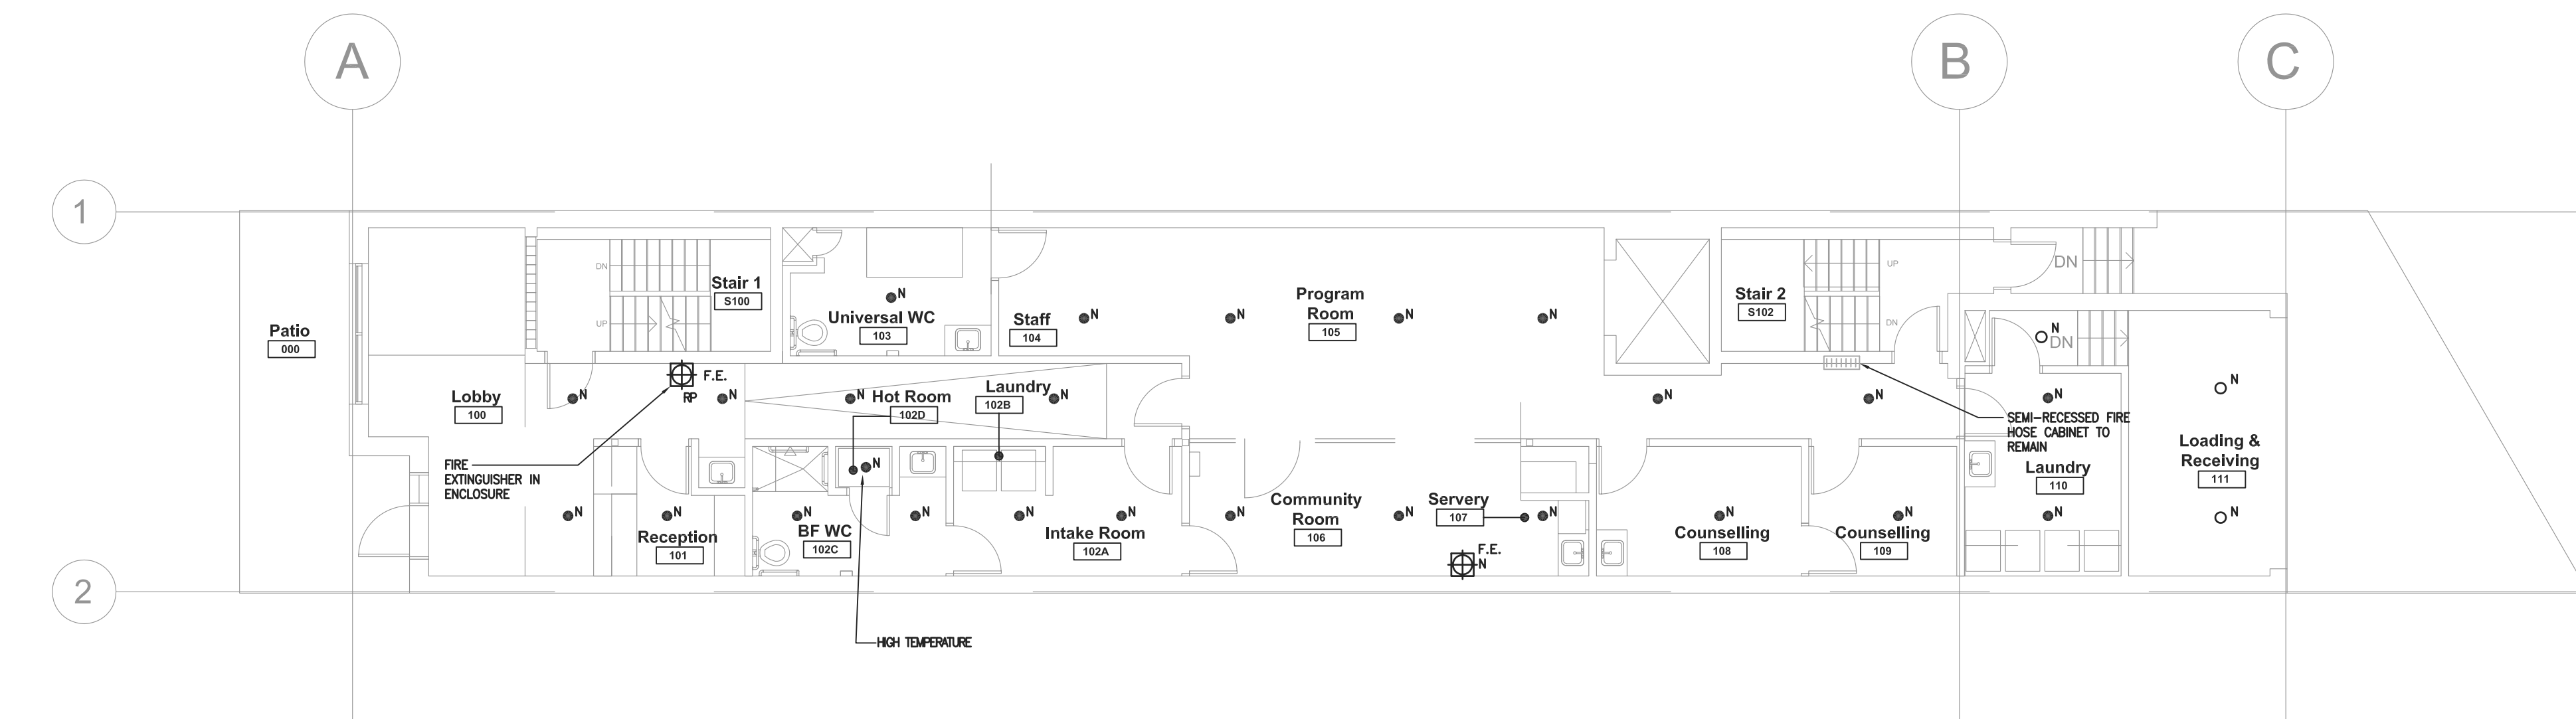 A
B
C
1
DN
Stair 1
S100
UP
N
Universal WC
103
Staff
104
N
N
Program
Room
105
N
N
Stair 2
S102
UP
DN
DN
N
DN
Patio
000
Lobby
100
N
F.E.
RP
N
N
Hot Room
102D
Laundry
102B
N
N
N
N
SEMI-RECESSED FIRE
HOSE CABINET TO
REMAIN
N
Loading &
Receiving
111
FIRE
EXTINGUISHER IN
ENCLOSURE
N
Laundry
110
N
N
Reception
101
N
BF WC
102C
N
N
N
Intake Room
102A
N
Community
Room
106
N
Servery
107
N
F.E.
N
N
Counselling
108
N
Counselling
109
N
N
2
HIGH TEMPERATURE